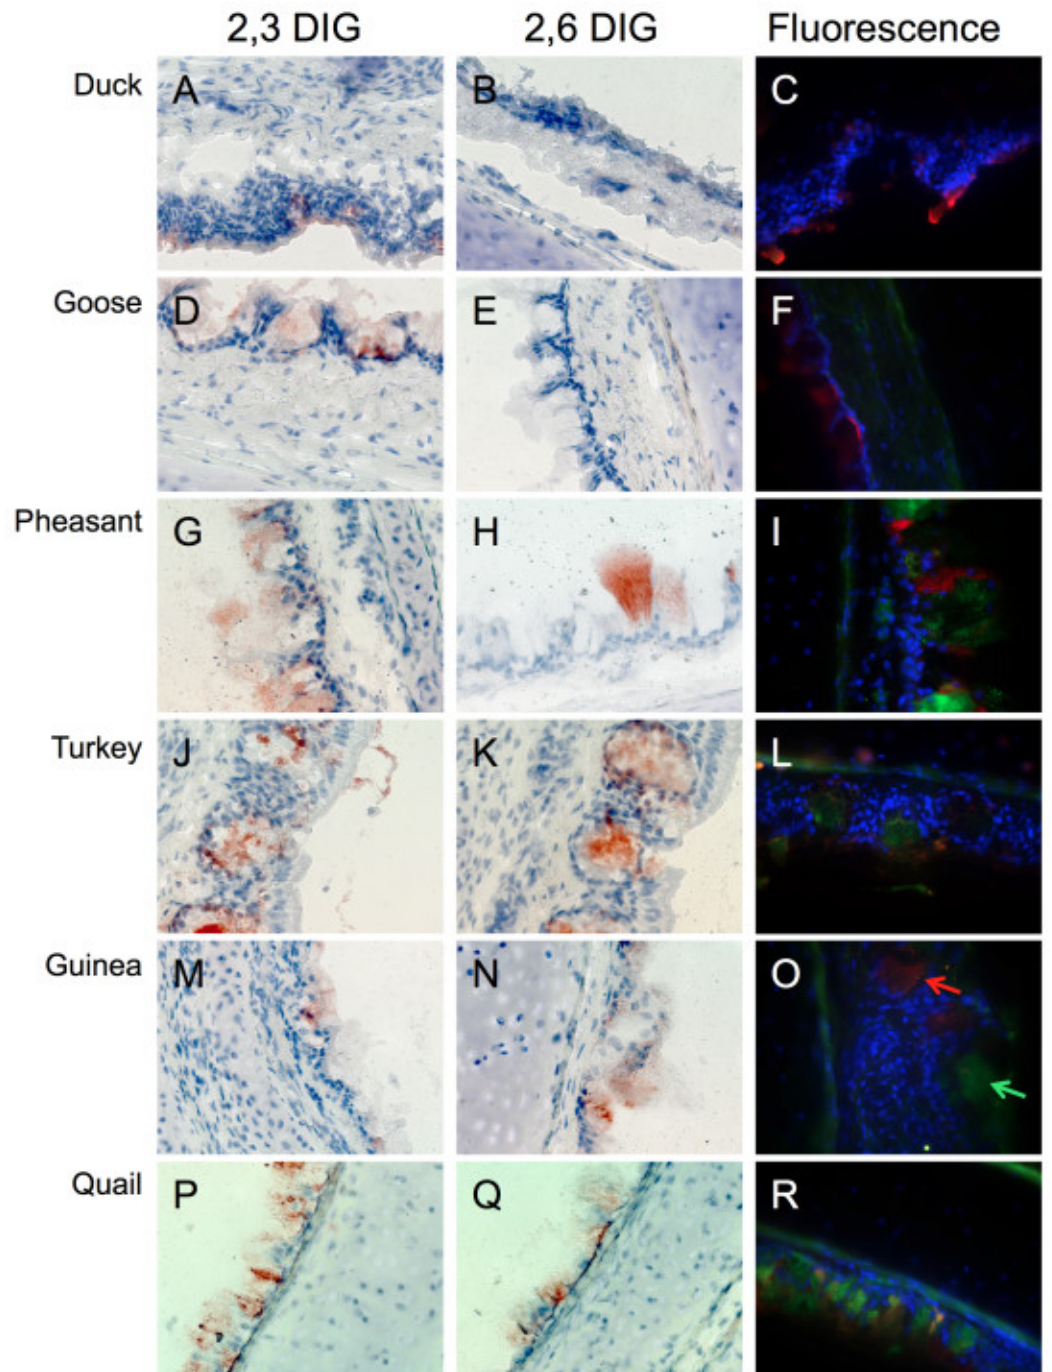 2,3 DIG 2,6 DIG Fluorescence
Duck A B C
Goose D E F
Pheasant G H I
Turkey J K L
Guinea M N O
Quail P Q R